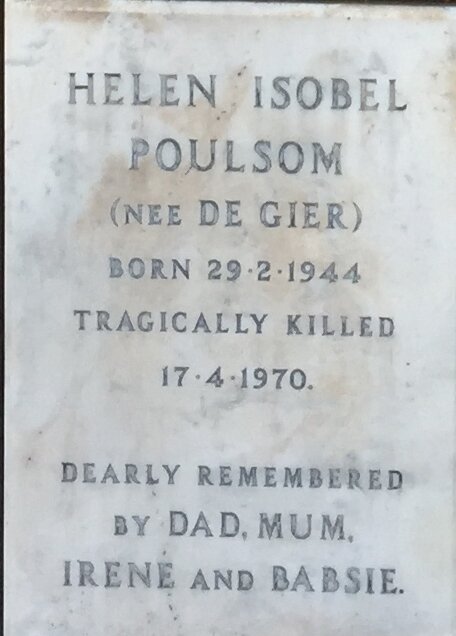 HELEN ISOBEL
POULSOM
(NEE DE GIER)
BORN 29·2·1944
TRAGICALLY KILLED
17·4·1970.
DEARLY REMEMBERED
BY DAD, MUM,
IRENE AND BABSIE.